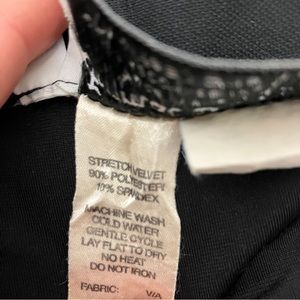 STRETCH VELVET
90% POLYESTER
10% SPANDEX
MACHINE WASH
COLD WATER
GENTLE CYCLE
LAY FLAT TO DRY
NO HEAT
DO NOT IRON
FABRIC: